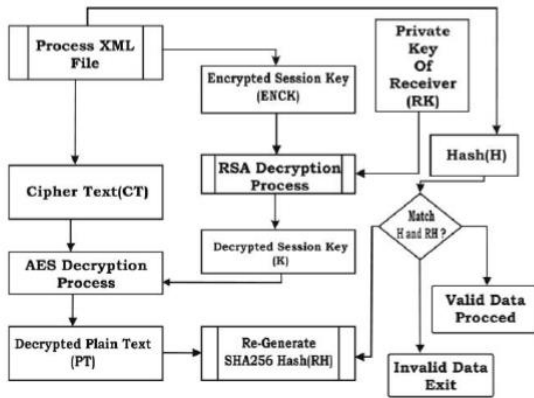 Process XML
File
Private
Key
Of
Receiver
(RK)
Encrypted Session Key
(ENCK)
Hash(H)
RSA Decryption
Process
Cipher Text(CT)
Match
H and RH ?
Decrypted Session Key
(K)
AES Decryption
Process
Valid Data
Procced
Decrypted Plain Text
(PT)
Re-Generate
SHA256 Hash(RH)
Invalid Data
Exit